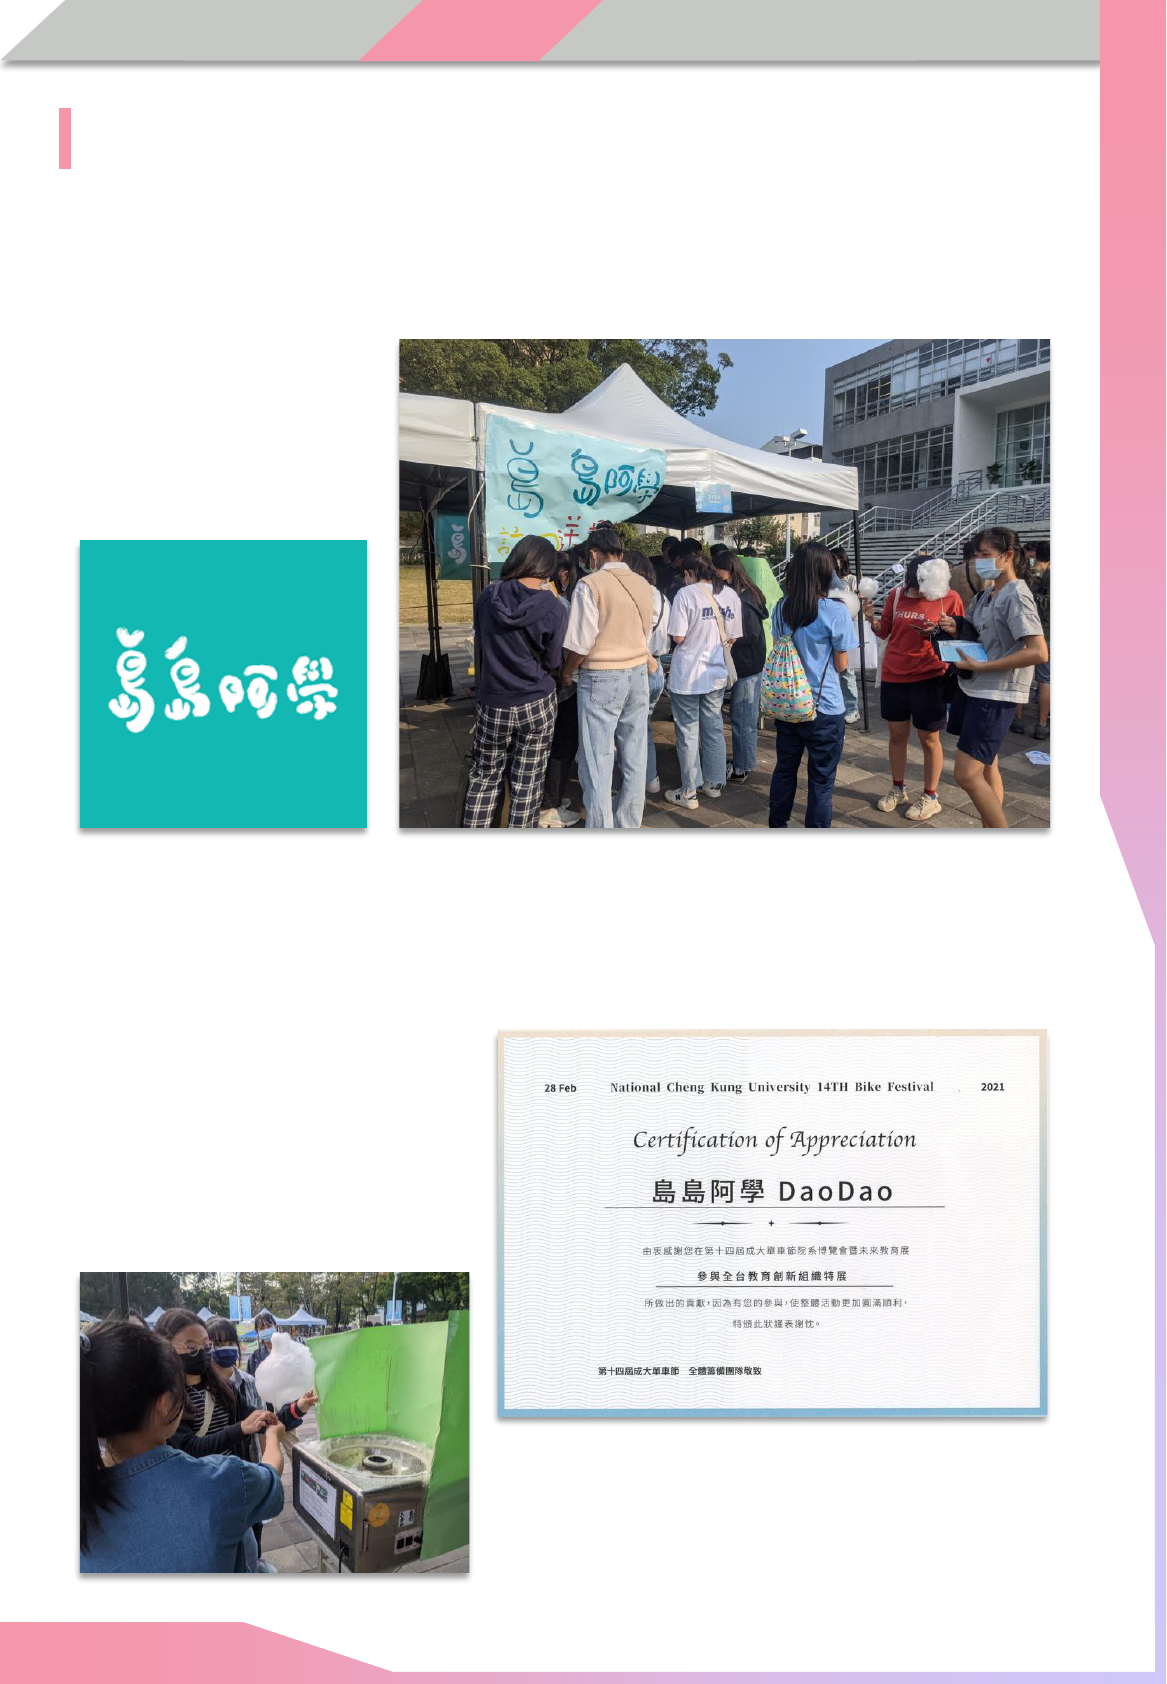 島島阿學
島阿學
THURS
28 Feb National Cheng Kung University 14TH Bike Festival 2021
Certification of Appreciation
島島阿學 DaoDao
由衷感謝您在第十四屆成大單車節院系博覽會暨未來教育展
參與全台教育創新組織特展
所做出的貢獻，因為有您的參與，使整體活動更加圓滿順利，
特頒此狀謹表謝忱。
第十四屆成大單車節 全體籌備團隊敬致